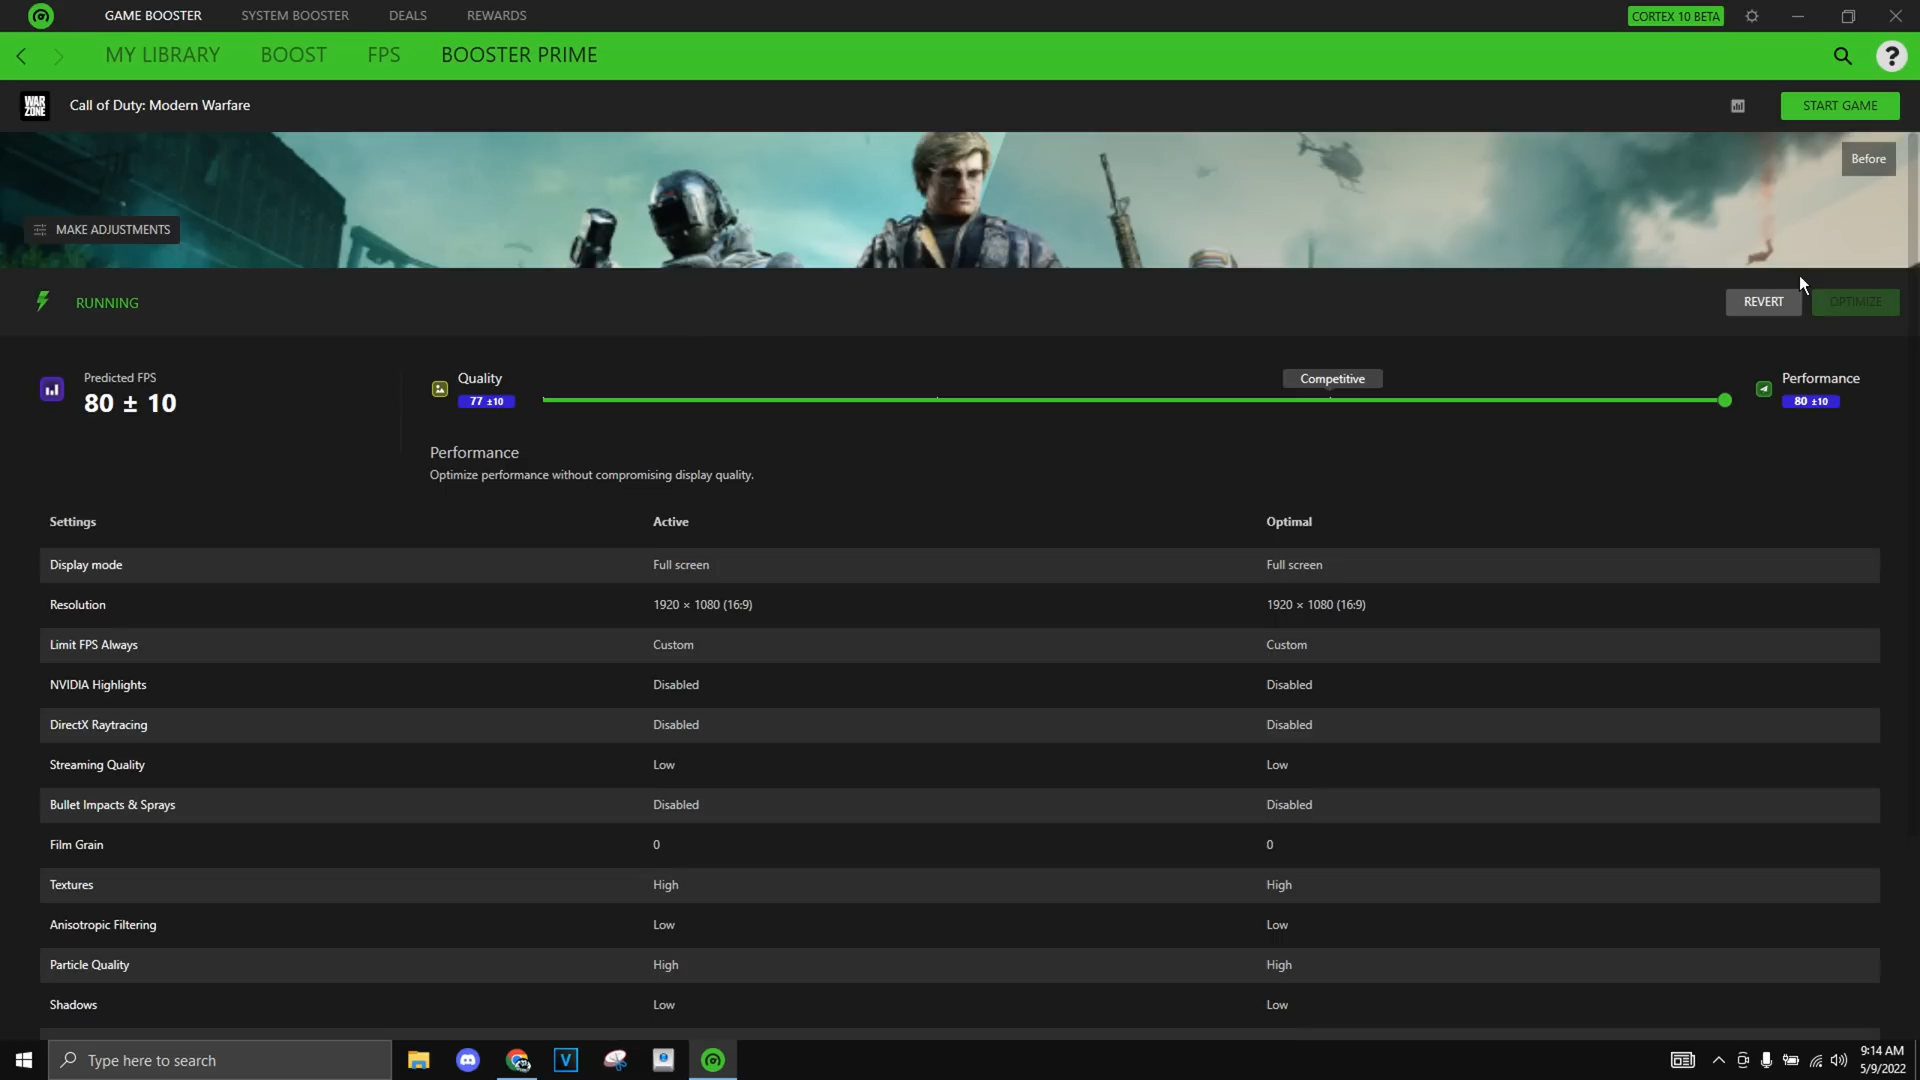 GAME BOOSTER SYSTEM BOOSTER DEALS REWARDS CORTEX 10 BETA
MY LIBRARY BOOST FPS BOOSTER PRIME ?
WAR ZONE Call of Duty: Modern Warfare START GAME
Before
MAKE ADJUSTMENTS
RUNNING REVERT OPTIMIZE
Predicted FPS Quality Competitive Performance
80 ± 10 77 ±10 80 ±10
Performance
Optimize performance without compromising display quality.
Settings Active Optimal
Display mode Full screen Full screen
Resolution 1920 × 1080 (16:9) 1920 × 1080 (16:9)
Limit FPS Always Custom Custom
NVIDIA Highlights Disabled Disabled
DirectX Raytracing Disabled Disabled
Streaming Quality Low Low
Bullet Impacts & Sprays Disabled Disabled
Film Grain 0 0
Textures High High
Anisotropic Filtering Low Low
Particle Quality High High
Shadows Low Low
Type here to search V 9:14 AM
5/9/2022